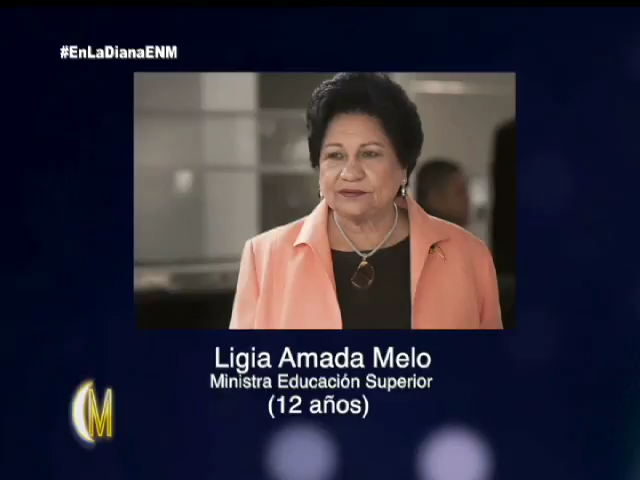 #EnLaDianaENM
Ligia Amada Melo
Ministra Educación Superior
(12 años)
M